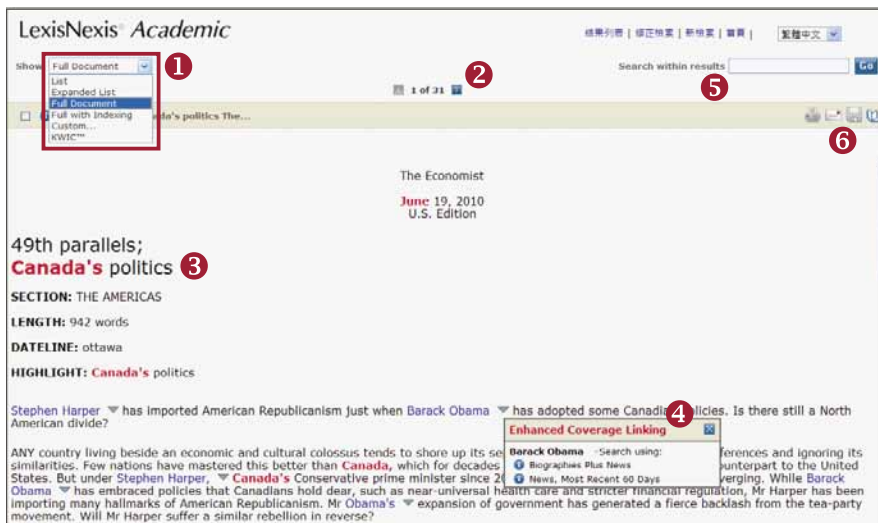 LexisNexis® Academic
結果列表 | 修正檢索 | 新檢索 | 首頁 | 繁體中文
Show Full Document ❶
List
Expanded List
Full Document
Full with Indexing
Custom...
KWIC™
❷
1 of 31
Search within results Go
❺
da's politics The...
❻
The Economist
June 19, 2010
U.S. Edition
49th parallels;
Canada's politics ❸
SECTION: THE AMERICAS
LENGTH: 942 words
DATELINE: ottawa
HIGHLIGHT: Canada's politics
Stephen Harper has imported American Republicanism just when Barack Obama has adopted some Canadia licies. Is there still a North
American divide?
❹
Enhanced Coverage Linking
Barack Obama -Search using:
Biographies Plus News
News, Most Recent 60 Days
ANY country living beside an economic and cultural colossus tends to shore up its se ferences and ignoring its
similarities. Few nations have mastered this better than Canada, which for decades unterpart to the United
States. But under Stephen Harper, Canada's Conservative prime minister since 2 verging. While Barack
Obama has embraced policies that Canadians hold dear, such as near-universal health care and stricter financial regulation, Mr Harper has been
importing many hallmarks of American Republicanism. Mr Obama's expansion of government has generated a fierce backlash from the tea-party
movement. Will Mr Harper suffer a similar rebellion in reverse?